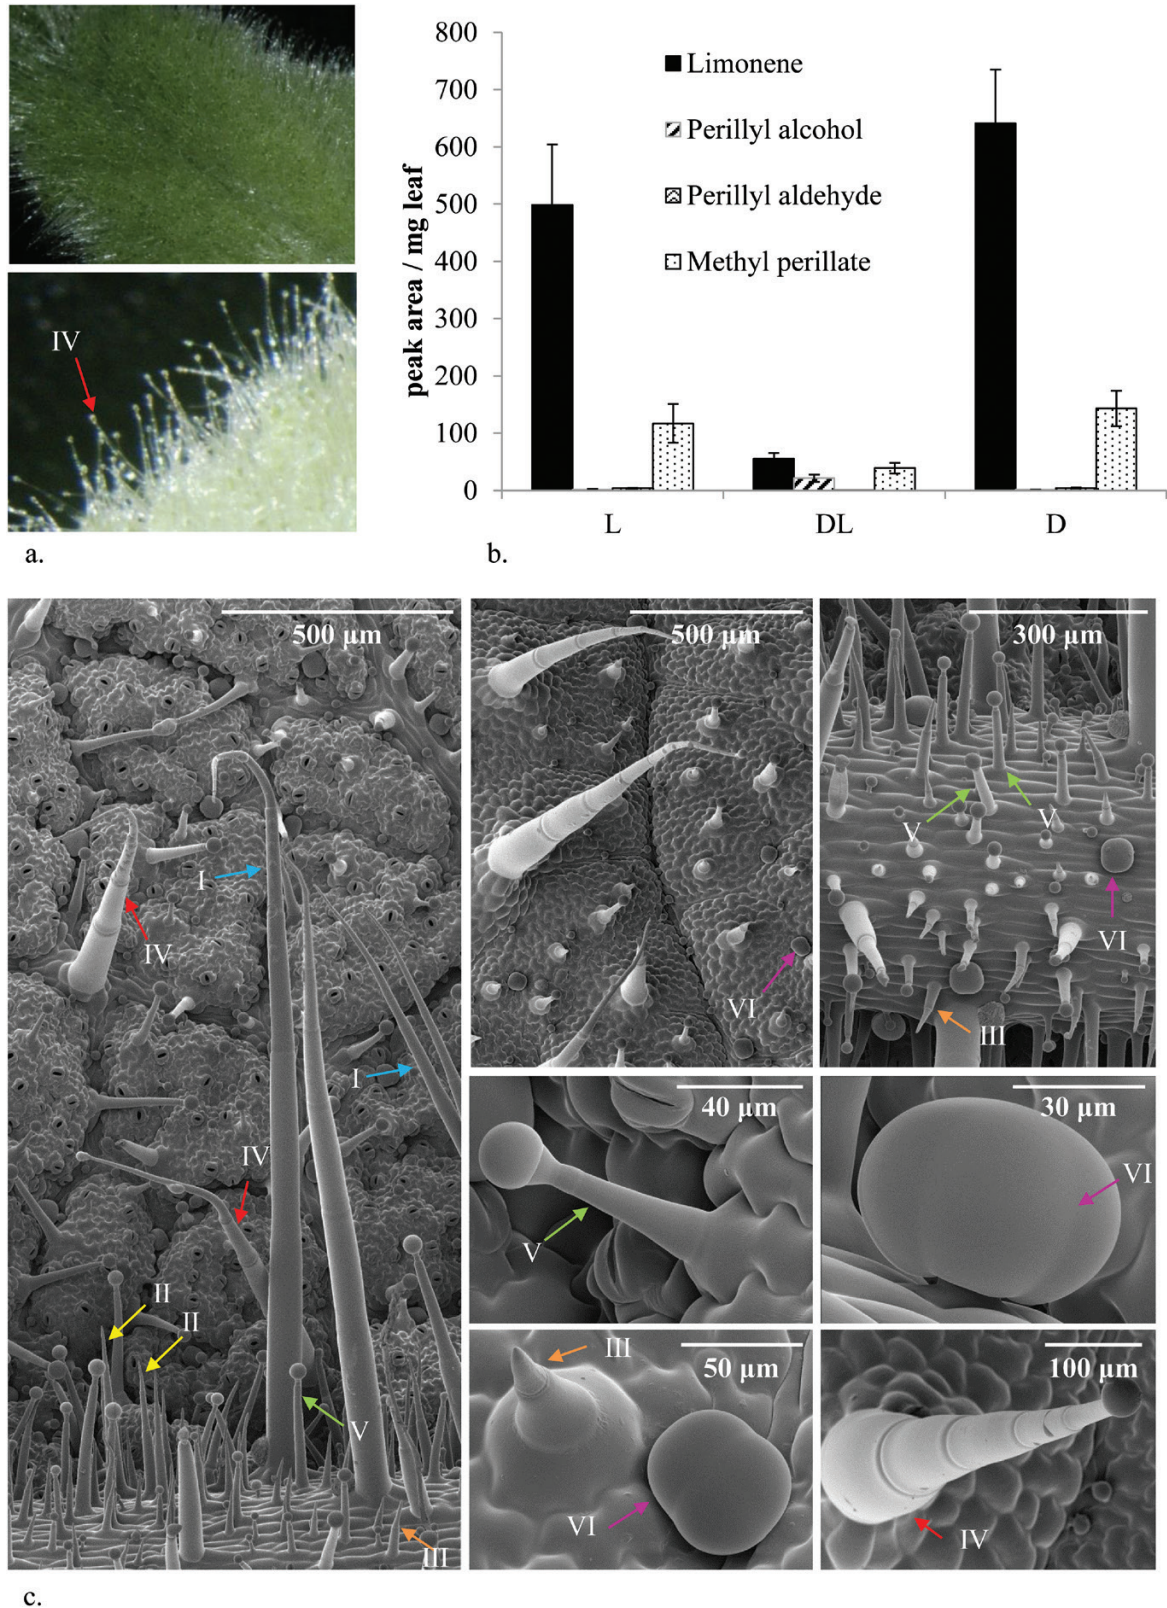 IV
a.
800
700
600
500
400
300
200
100
0
peak area / mg leaf
Limonene
Perillyl alcohol
Perillyl aldehyde
Methyl perillate
L DL D
b.
500 µm
I
IV
I
IV
II
II
V
III
500 µm
VI
300 µm
V V
VI
III
40 µm
V
30 µm
VI
III
50 µm
VI
100 µm
IV
c.